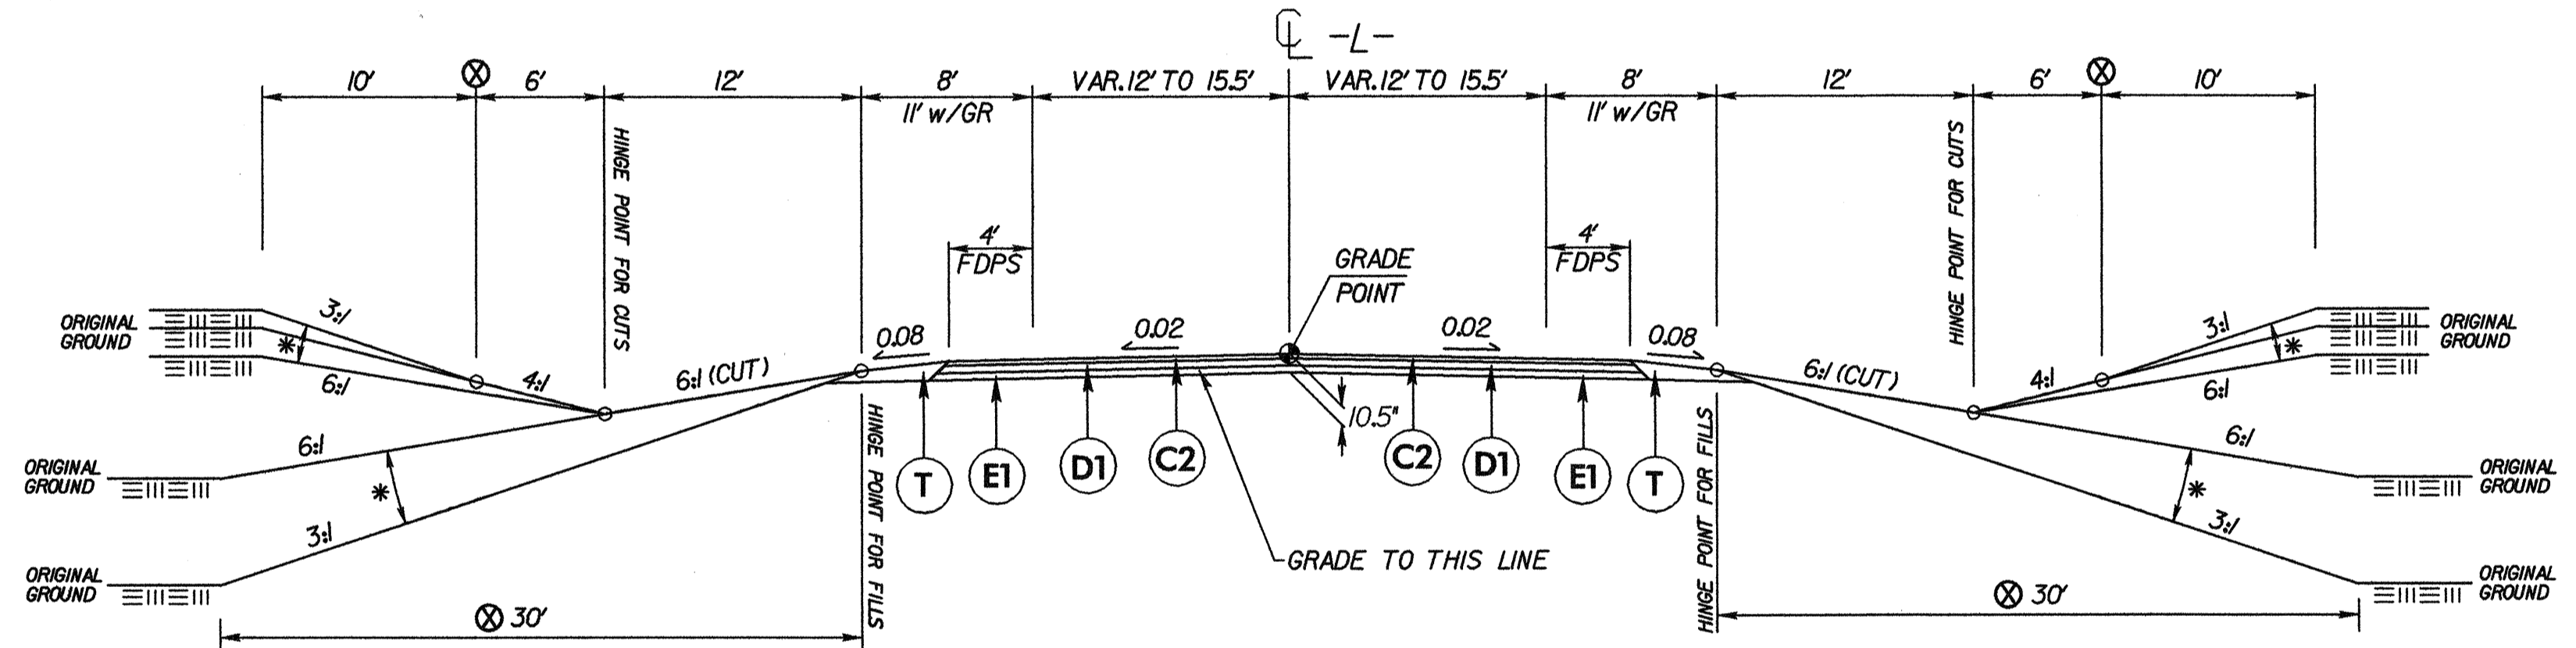 ℄ -L-
10' ⊗ 6' 12' 8' VAR. 12' TO 15.5' VAR. 12' TO 15.5' 8' 12' 6' ⊗ 10'
11' w/GR 11' w/GR
HINGE POINT FOR CUTS
HINGE POINT FOR CUTS
4' 4'
FDPS FDPS
GRADE
POINT
ORIGINAL
GROUND
3:1
*
6:1
4:1
6:1 (CUT)
0.08
0.02
0.02
0.08
6:1 (CUT)
4:1
3:1
*
6:1
ORIGINAL
GROUND
10.5"
T E1 D1 C2 C2 D1 E1 T
HINGE POINT FOR FILLS
HINGE POINT FOR FILLS
ORIGINAL
GROUND
6:1
*
3:1
ORIGINAL
GROUND
GRADE TO THIS LINE
6:1
*
3:1
ORIGINAL
GROUND
ORIGINAL
GROUND
⊗ 30'
⊗ 30'